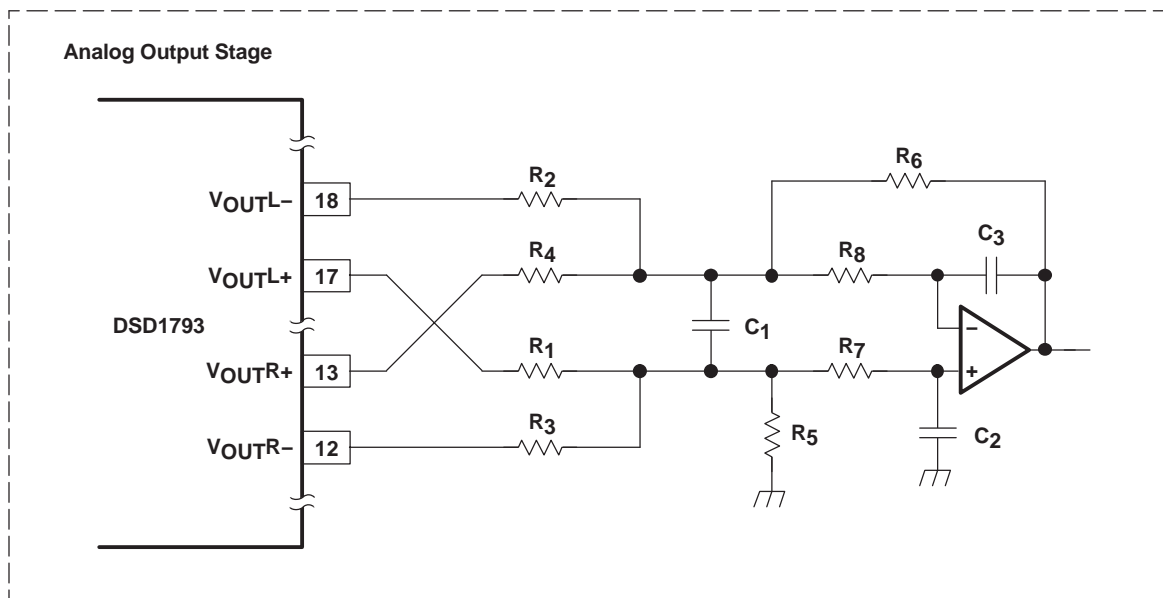 Analog Output Stage
VOUTL− 18
VOUTL+ 17
DSD1793
VOUTR+ 13
VOUTR− 12
R2
R4
R1
R3
C1
R6
R8
C3
R7
R5
C2
−
+